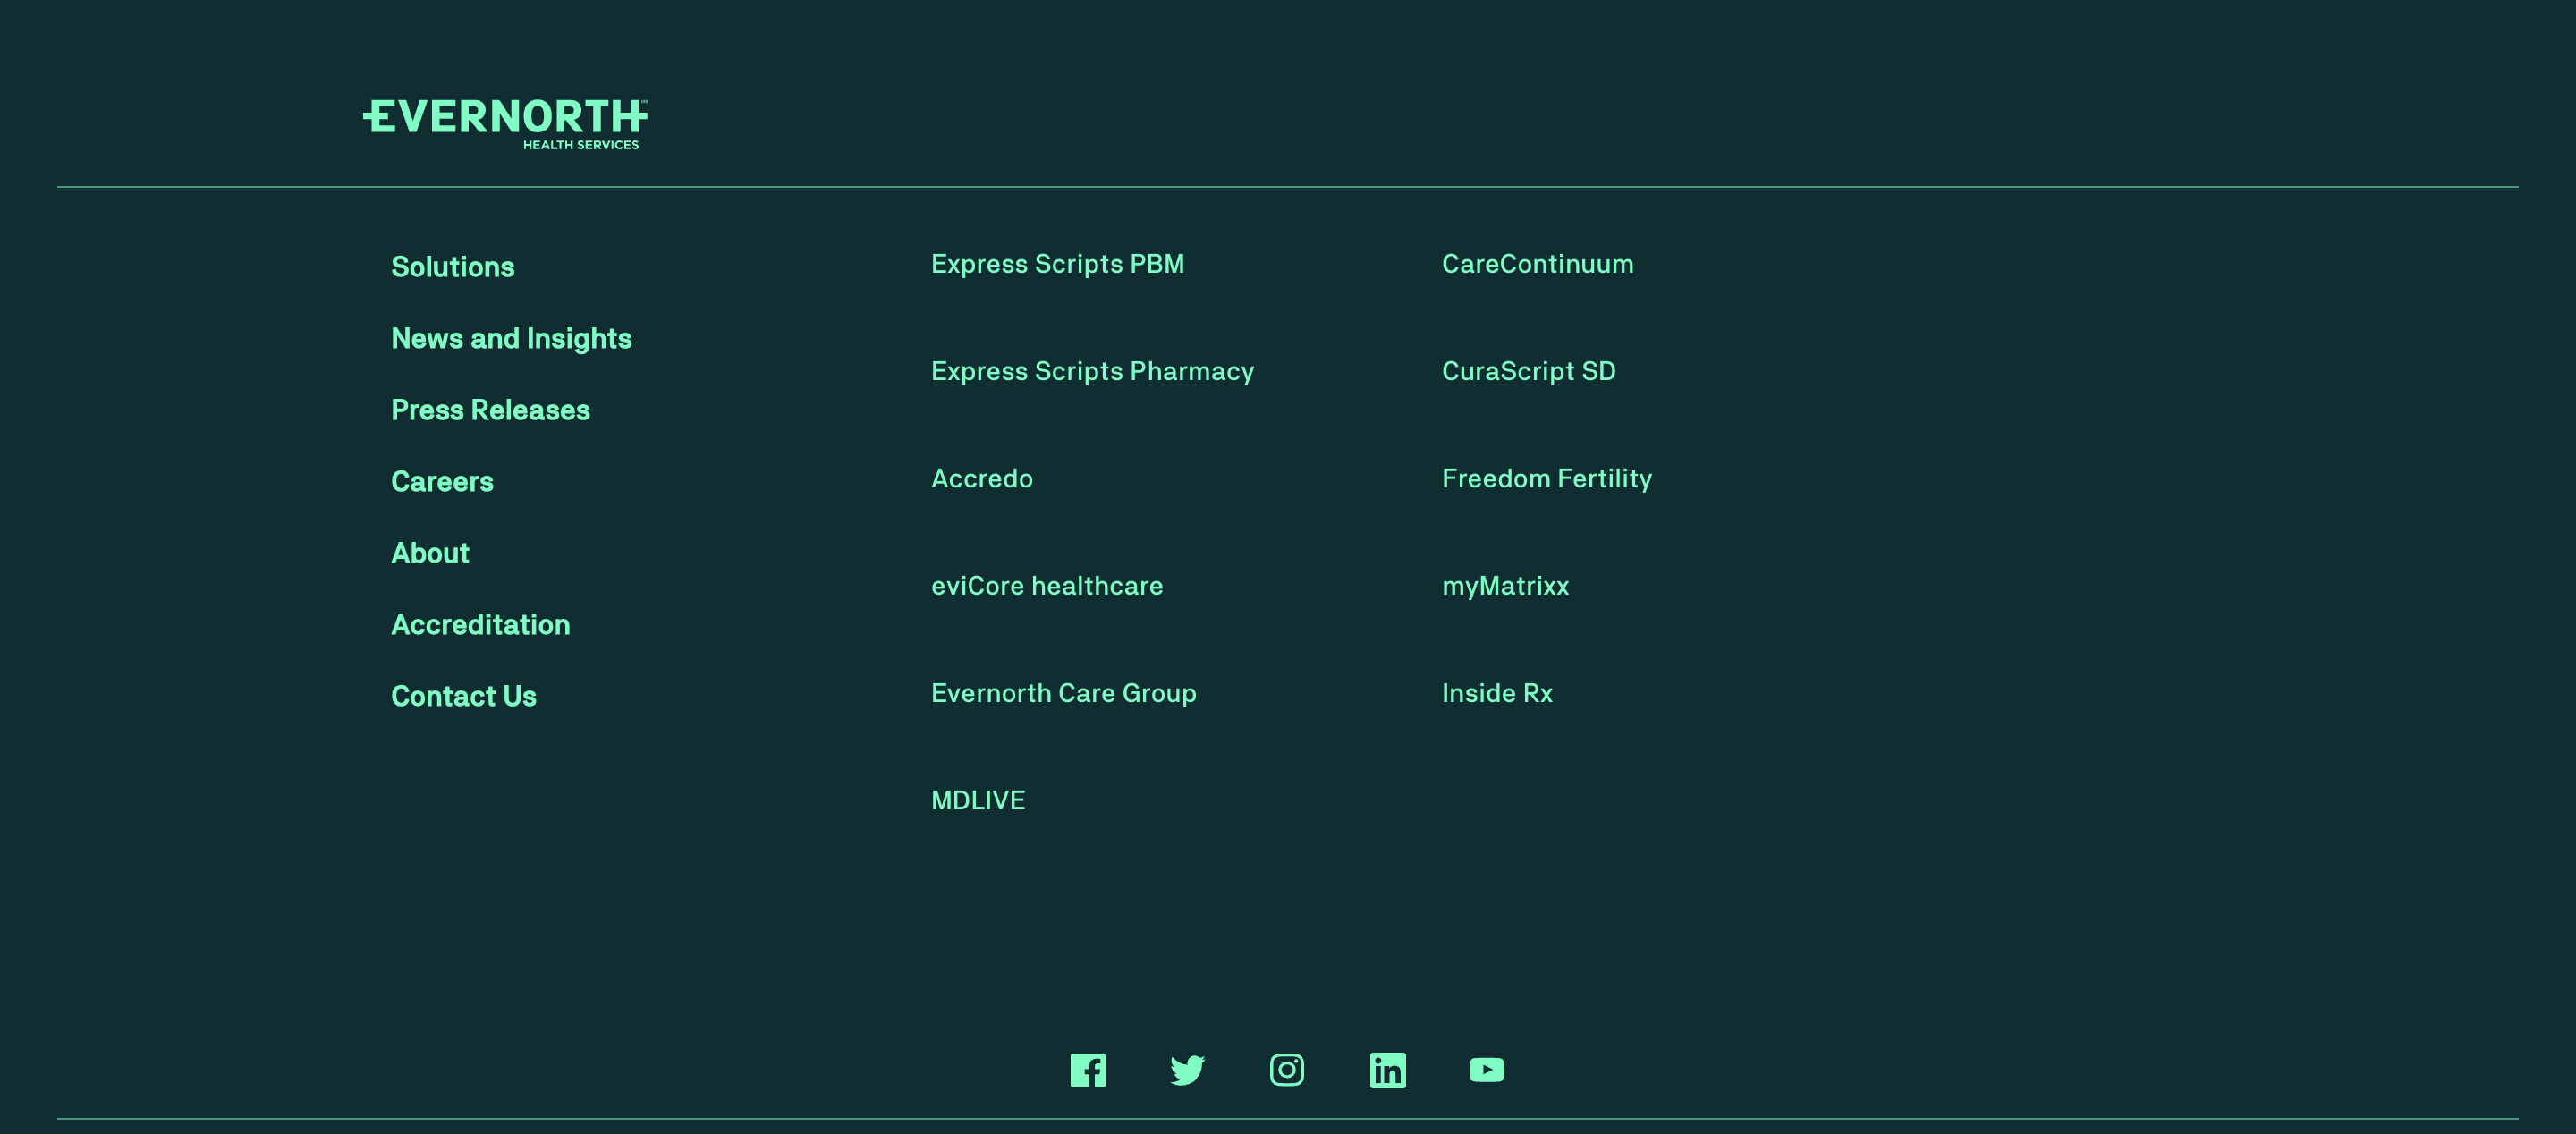 EVERNORTH
HEALTH SERVICES
Solutions
News and Insights
Press Releases
Careers
About
Accreditation
Contact Us
Express Scripts PBM
Express Scripts Pharmacy
Accredo
eviCore healthcare
Evernorth Care Group
MDLIVE
CareContinuum
CuraScript SD
Freedom Fertility
myMatrixx
Inside Rx